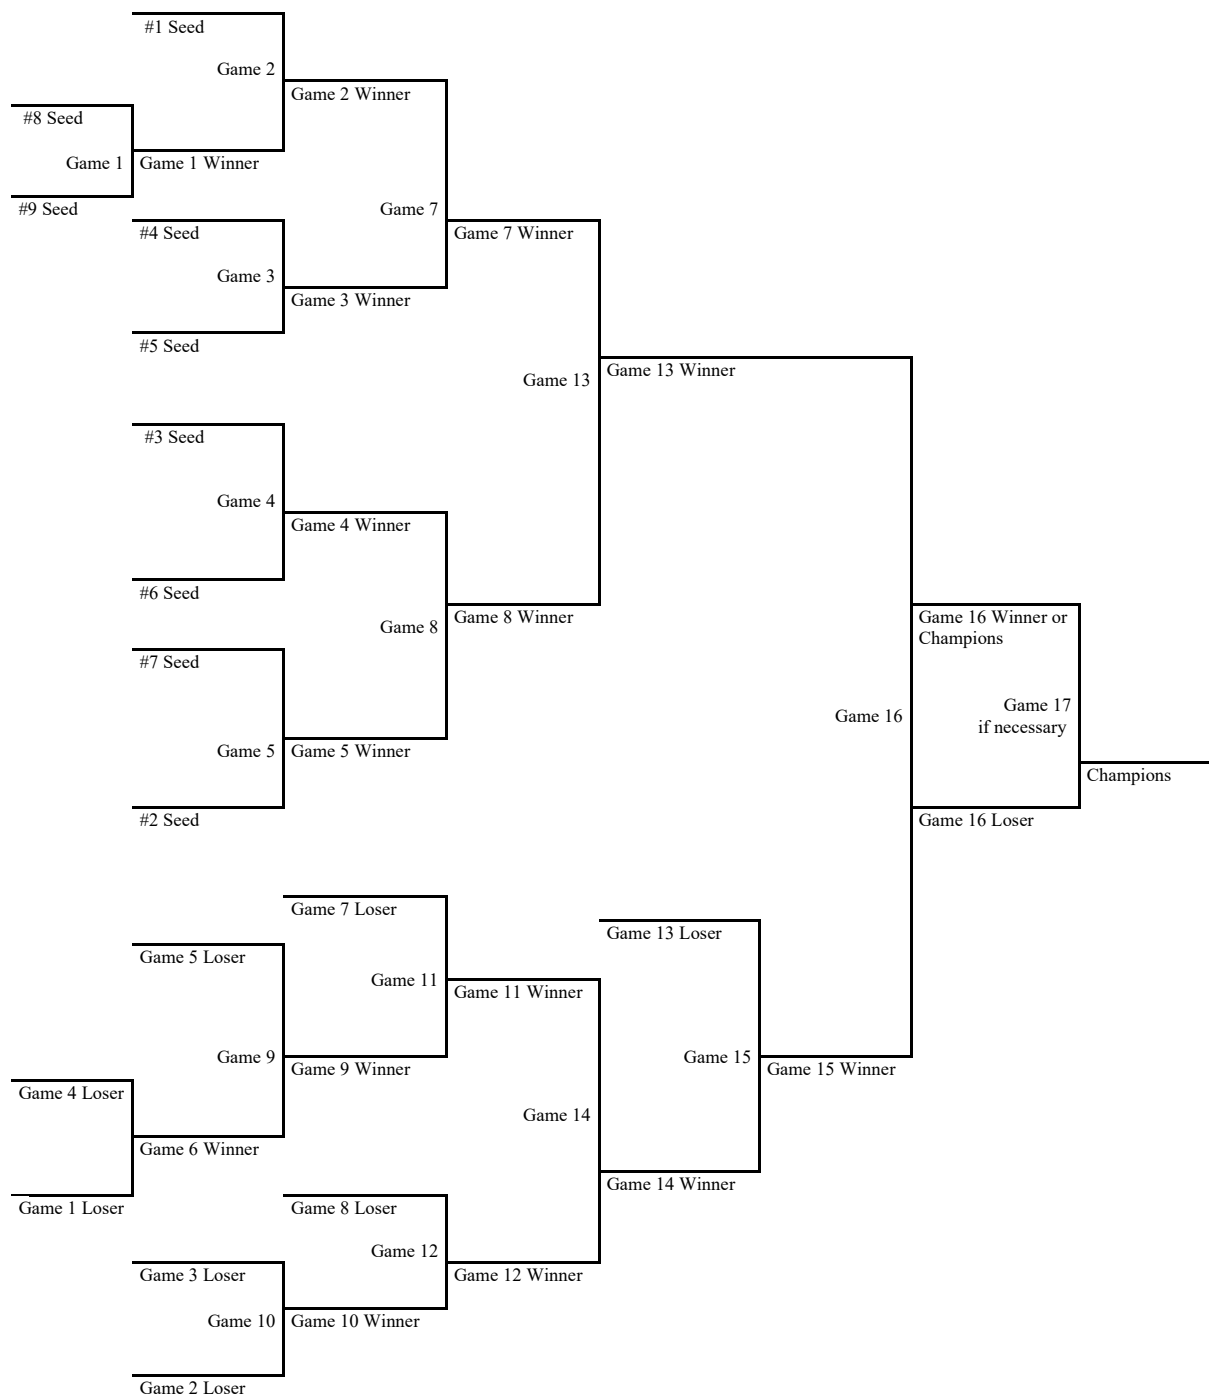 #1 Seed
Game 2
Game 2 Winner
#8 Seed
Game 1
Game 1 Winner
#9 Seed
Game 7
#4 Seed
Game 7 Winner
Game 3
Game 3 Winner
#5 Seed
Game 13
Game 13 Winner
#3 Seed
Game 4
Game 4 Winner
#6 Seed
Game 8
Game 8 Winner
Game 16 Winner or
Champions
#7 Seed
Game 17
if necessary
Game 16
Game 5
Game 5 Winner
Champions
#2 Seed
Game 16 Loser
Game 7 Loser
Game 13 Loser
Game 5 Loser
Game 11
Game 11 Winner
Game 9
Game 9 Winner
Game 15
Game 15 Winner
Game 4 Loser
Game 14
Game 6 Winner
Game 14 Winner
Game 1 Loser
Game 8 Loser
Game 12
Game 3 Loser
Game 12 Winner
Game 10
Game 10 Winner
Game 2 Loser